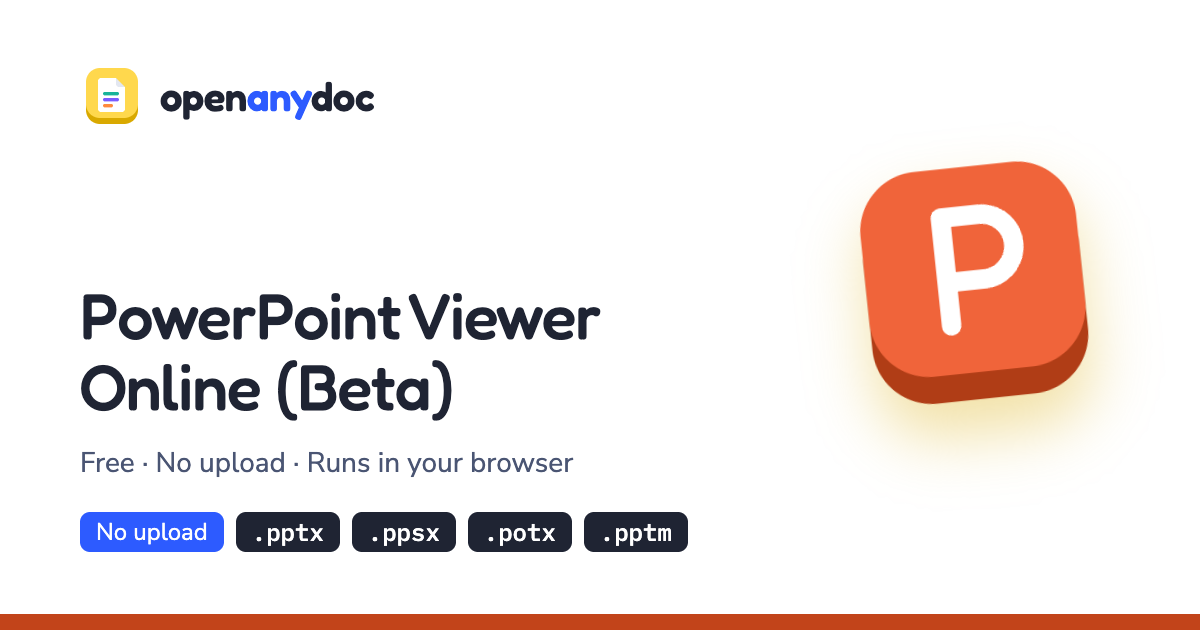 openanydoc
P
PowerPoint Viewer
Online (Beta)
Free · No upload · Runs in your browser
No upload .pptx .ppsx .potx .pptm